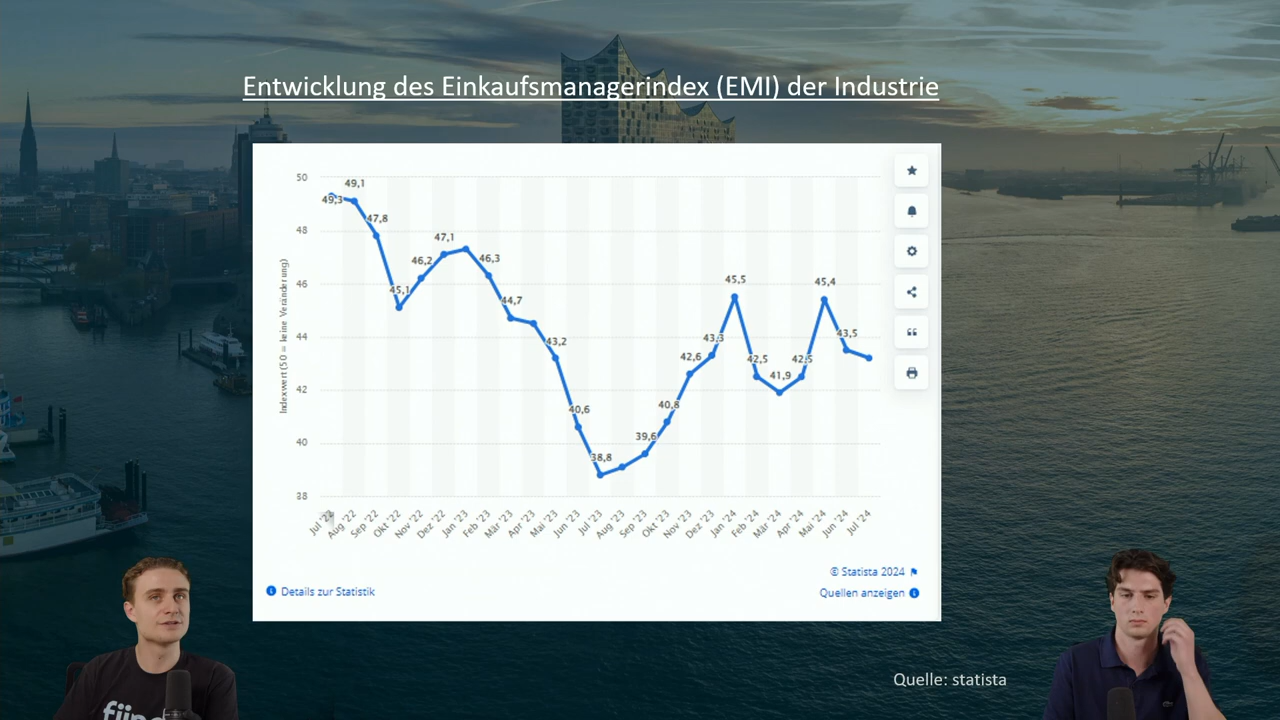 Entwicklung des Einkaufsmanagerindex (EMI) der Industrie
Indexwert (50 = keine Veränderung)
50
48
46
44
42
40
38
49,3
49,1
47,8
45,1
46,2
47,1
46,3
44,7
43,2
40,6
38,8
39,6
40,8
42,6
43,3
45,5
42,5
41,9
42,5
45,4
43,5
Jul '22
Aug '22
Sep '22
Okt '22
Nov '22
Dez '22
Jan '23
Feb '23
Mär '23
Apr '23
Mai '23
Jun '23
Jul '23
Aug '23
Sep '23
Okt '23
Nov '23
Dez '23
Jan '24
Feb '24
Mär '24
Apr '24
Mai '24
Jun '24
Jul '24
© Statista 2024
Details zur Statistik
Quellen anzeigen
Quelle: statista